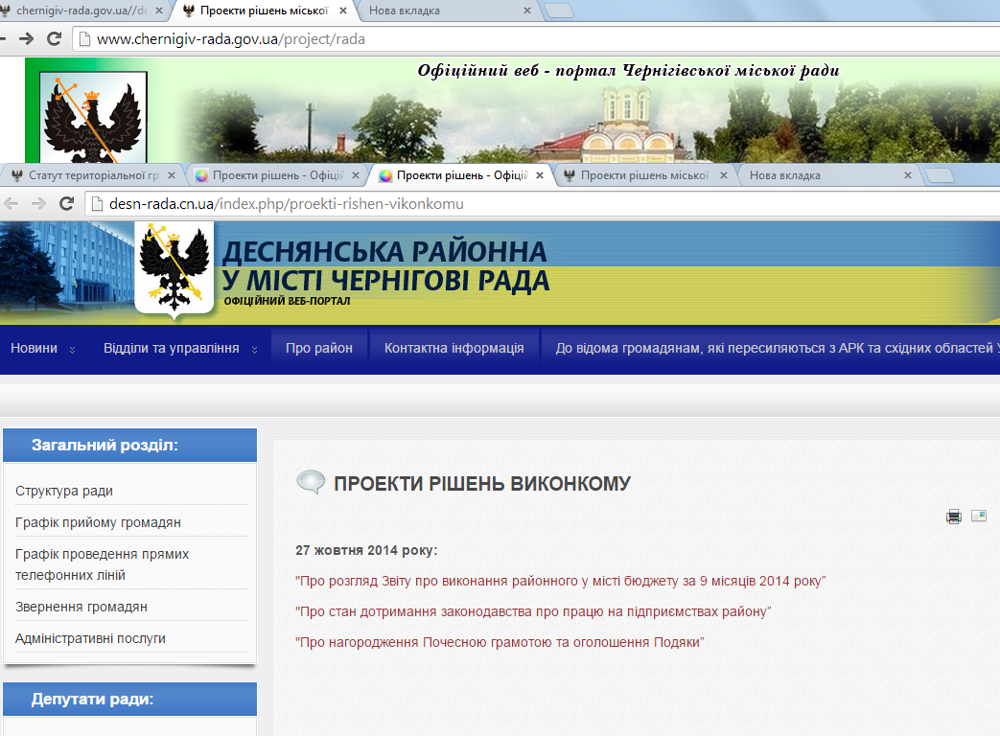 chernigiv-rada.gov.ua//do
Проекти рішень міської
Нова вкладка
www.chernigiv-rada.gov.ua/project/rada
Офіційний веб - портал Чернігівської міської ради
Статут територіальної гр
Проекти рішень - Офіцій
Проекти рішень - Офіцій
Проекти рішень міської
Нова вкладка
desn-rada.cn.ua/index.php/proekti-rishen-vikonkomu
ДЕСНЯНСЬКА РАЙОННА
У МІСТІ ЧЕРНІГОВІ РАДА
ОФІЦІЙНИЙ ВЕБ-ПОРТАЛ
Новини
Відділи та управління
Про район
Контактна інформація
До відома громадянам, які пересиляються з АРК та східних областей У
Загальний розділ:
Структура ради
Графік прийому громадян
Графік проведення прямих
телефонних ліній
Звернення громадян
Адміністративні послуги
Депутати ради:
ПРОЕКТИ РІШЕНЬ ВИКОНКОМУ
27 жовтня 2014 року:
"Про розгляд Звіту про виконання районного у місті бюджету за 9 місяців 2014 року”
"Про стан дотримання законодавства про працю на підприємствах району”
"Про нагородження Почесною грамотою та оголошення Подяки”